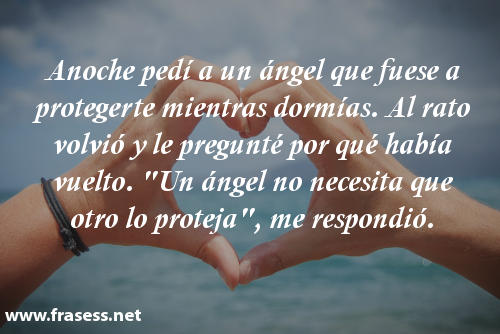 Anoche pedí a un ángel que fuese a
protegerte mientras dormías. Al rato
volvió y le pregunté por qué había
vuelto. "Un ángel no necesita que
otro lo proteja", me respondió.
www.frasess.net